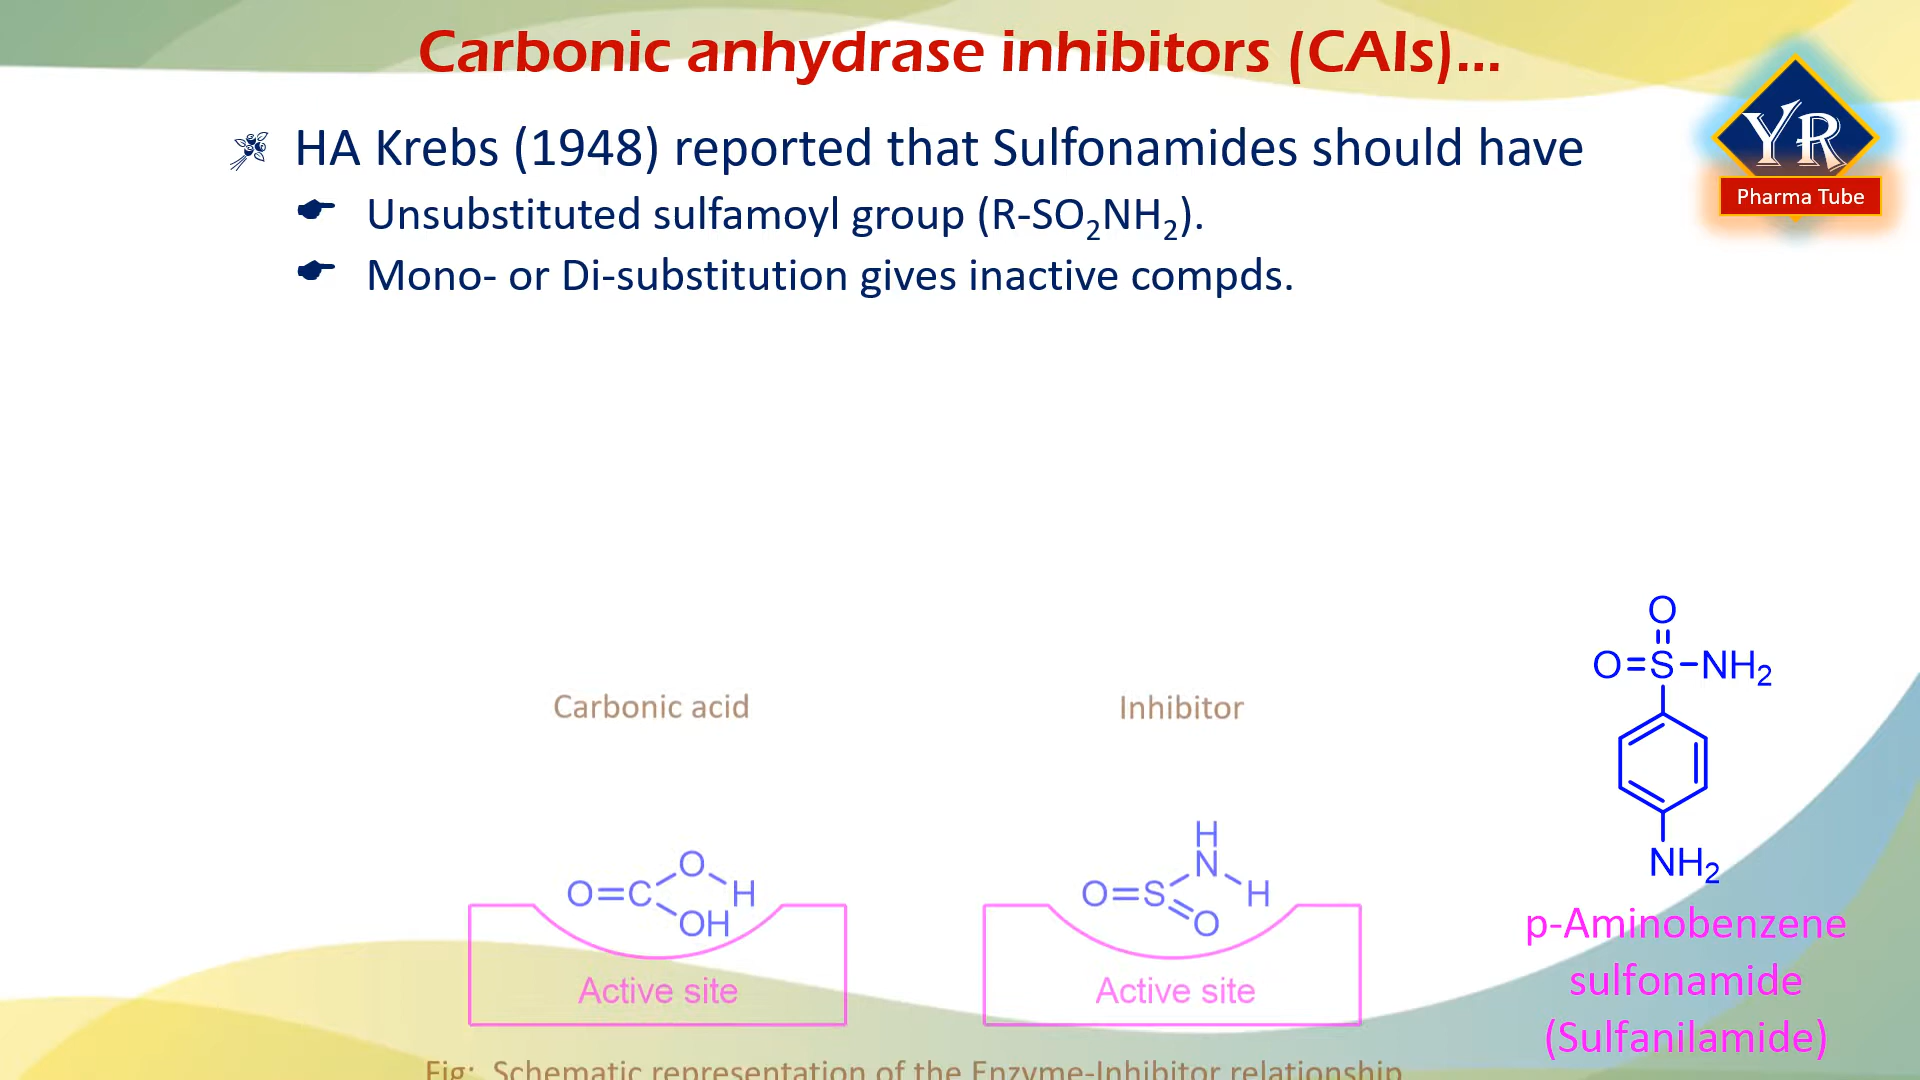 Carbonic anhydrase inhibitors (CAIs)...
YR
Pharma Tube
HA Krebs (1948) reported that Sulfonamides should have
Unsubstituted sulfamoyl group (R-SO₂NH₂).
Mono- or Di-substitution gives inactive compds.
Carbonic acid
Inhibitor
O=C O H OH
Active site
H N O=S H O
Active site
O
O=S-NH₂
NH₂
p-Aminobenzene
sulfonamide
(Sulfanilamide)
Fig: Schematic representation of the Enzyme-Inhibitor relationship